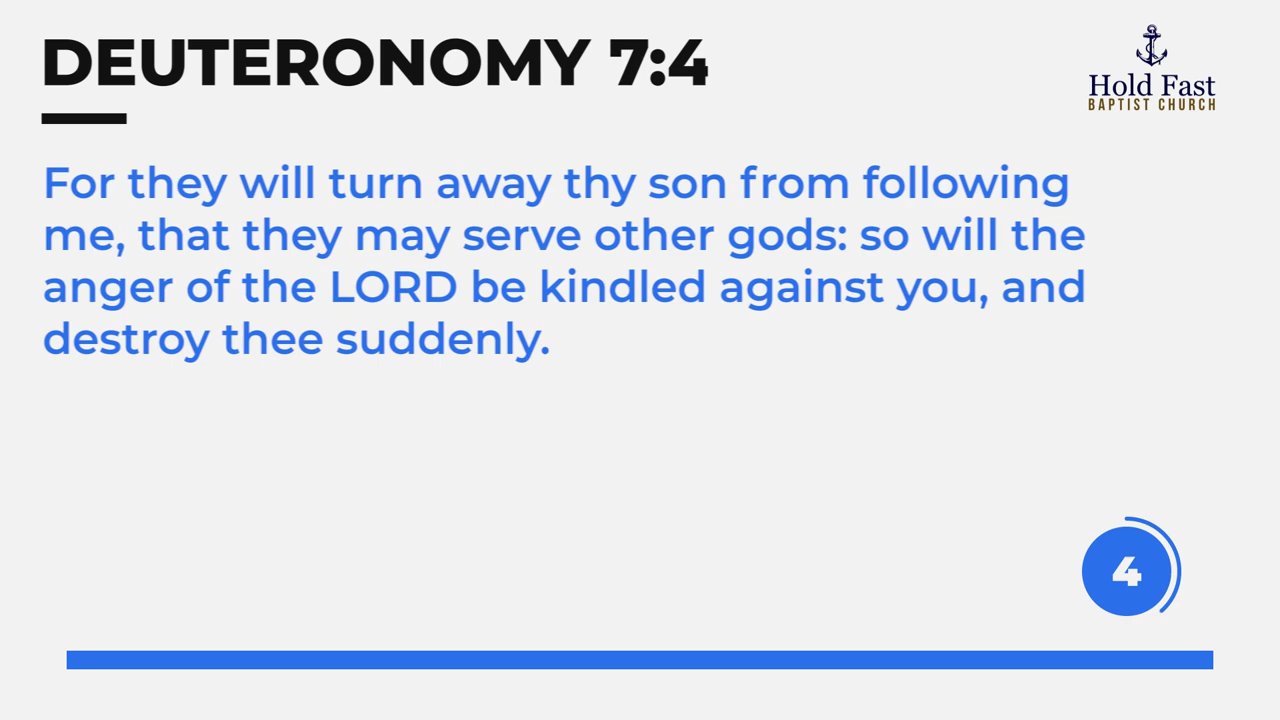 DEUTERONOMY 7:4
Hold Fast
BAPTIST CHURCH
For they will turn away thy son from following
me, that they may serve other gods: so will the
anger of the LORD be kindled against you, and
destroy thee suddenly.
4